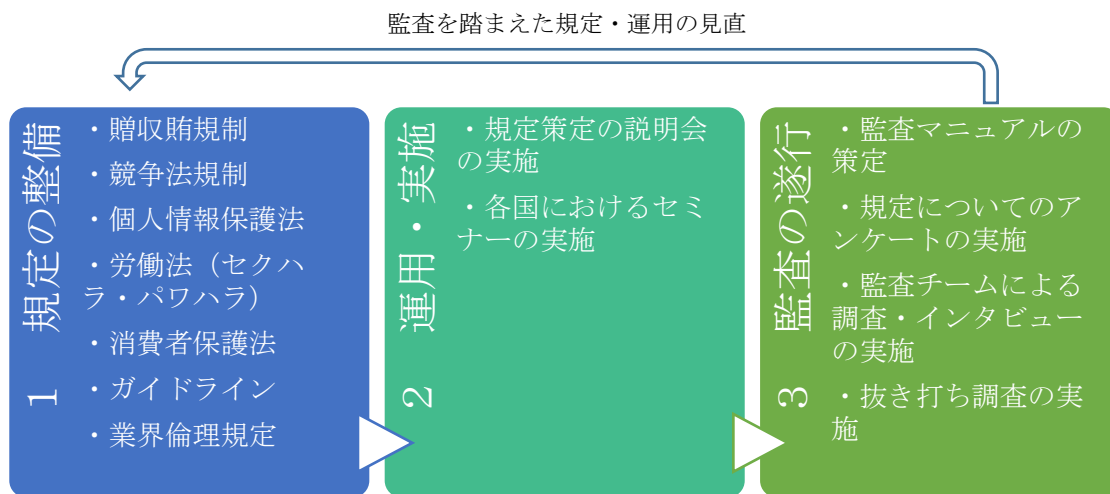 監査を踏まえた規定・運用の見直
1 規定の整備
・贈収賄規制
・競争法規制
・個人情報保護法
・労働法（セクハ
ラ・パワハラ）
・消費者保護法
・ガイドライン
・業界倫理規定
2 運用・実施
・規定策定の説明会
の実施
・各国におけるセミ
ナーの実施
3 監査の遂行
・監査マニュアルの
策定
・規定についてのア
ンケートの実施
・監査チームによる
調査・インタビュー
の実施
・抜き打ち調査の実
施